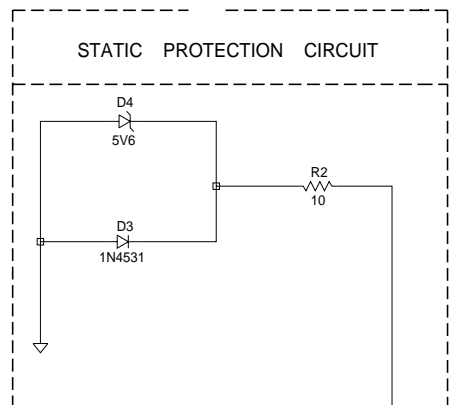 STATIC PROTECTION CIRCUIT
D4
5V6
R2
10
D3
1N4531